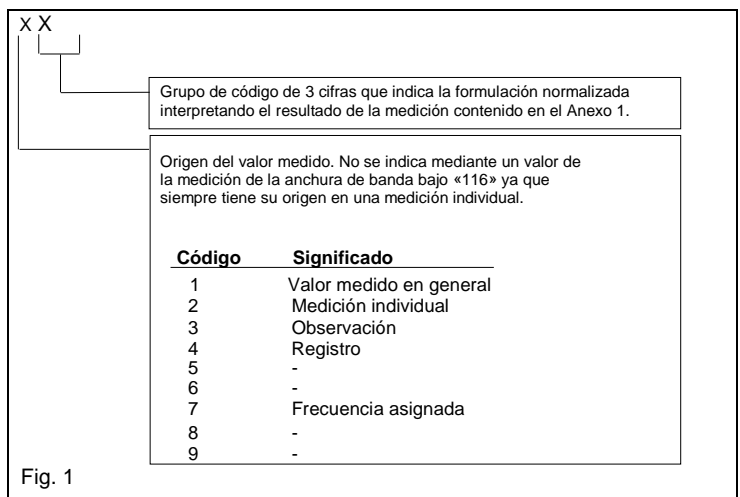 X X
Grupo de código de 3 cifras que indica la formulación normalizada
interpretando el resultado de la medición contenido en el Anexo 1.
Origen del valor medido. No se indica mediante un valor de
la medición de la anchura de banda bajo «116» ya que
siempre tiene su origen en una medición individual.
Código Significado
1 Valor medido en general
2 Medición individual
3 Observación
4 Registro
5 -
6 -
7 Frecuencia asignada
8 -
9 -
Fig. 1